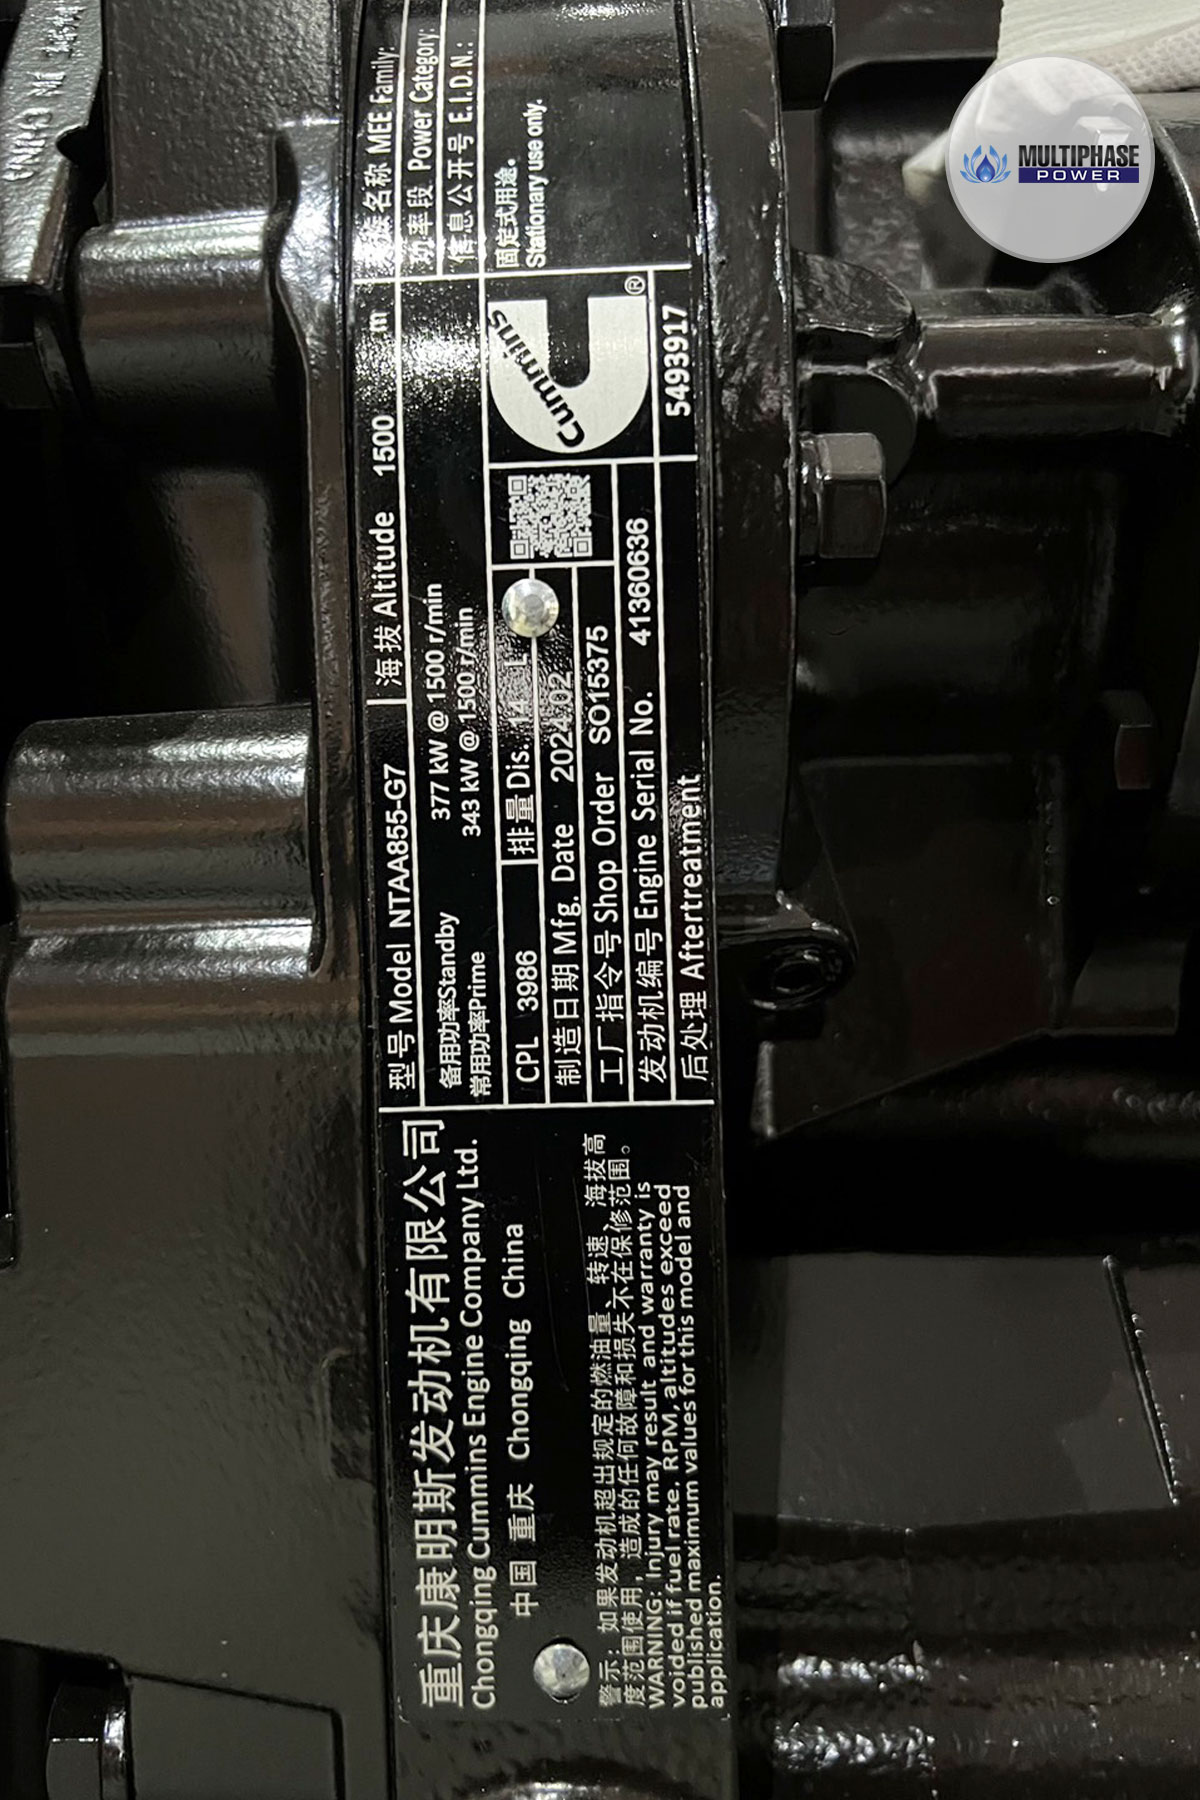 重庆康明斯发动机有限公司
Chongqing Cummins Engine Company Ltd.
中国 重庆 Chongqing China
警示：如果发动机超出规定的燃油量、转速、海拔高
度范围使用，造成的任何故障和损失不在保修范围。
WARNING: Injury may result and warranty is
voided if fuel rate. RPM, altitudes exceed
published maximum values for this model and
application.
型号 Model NTAA855-G7
海拔 Altitude 1500 m
备用功率Standby 377 kW @ 1500 r/min
常用功率Prime 343 kW @ 1500 r/min
CPL 3986
排量 Dis. L
制造日期 Mfg. Date 2024.02
工厂指令号 Shop Order SO15375
发动机编号 Engine Serial No. 41360636
后处理 Aftertreatment
Cummins ®
5493917
名称 MEE Family:
功率段 Power Category:
信息公开号 E.I.D.N.:
固定式用途。
Stationary use only.
MULTIPHASE
POWER